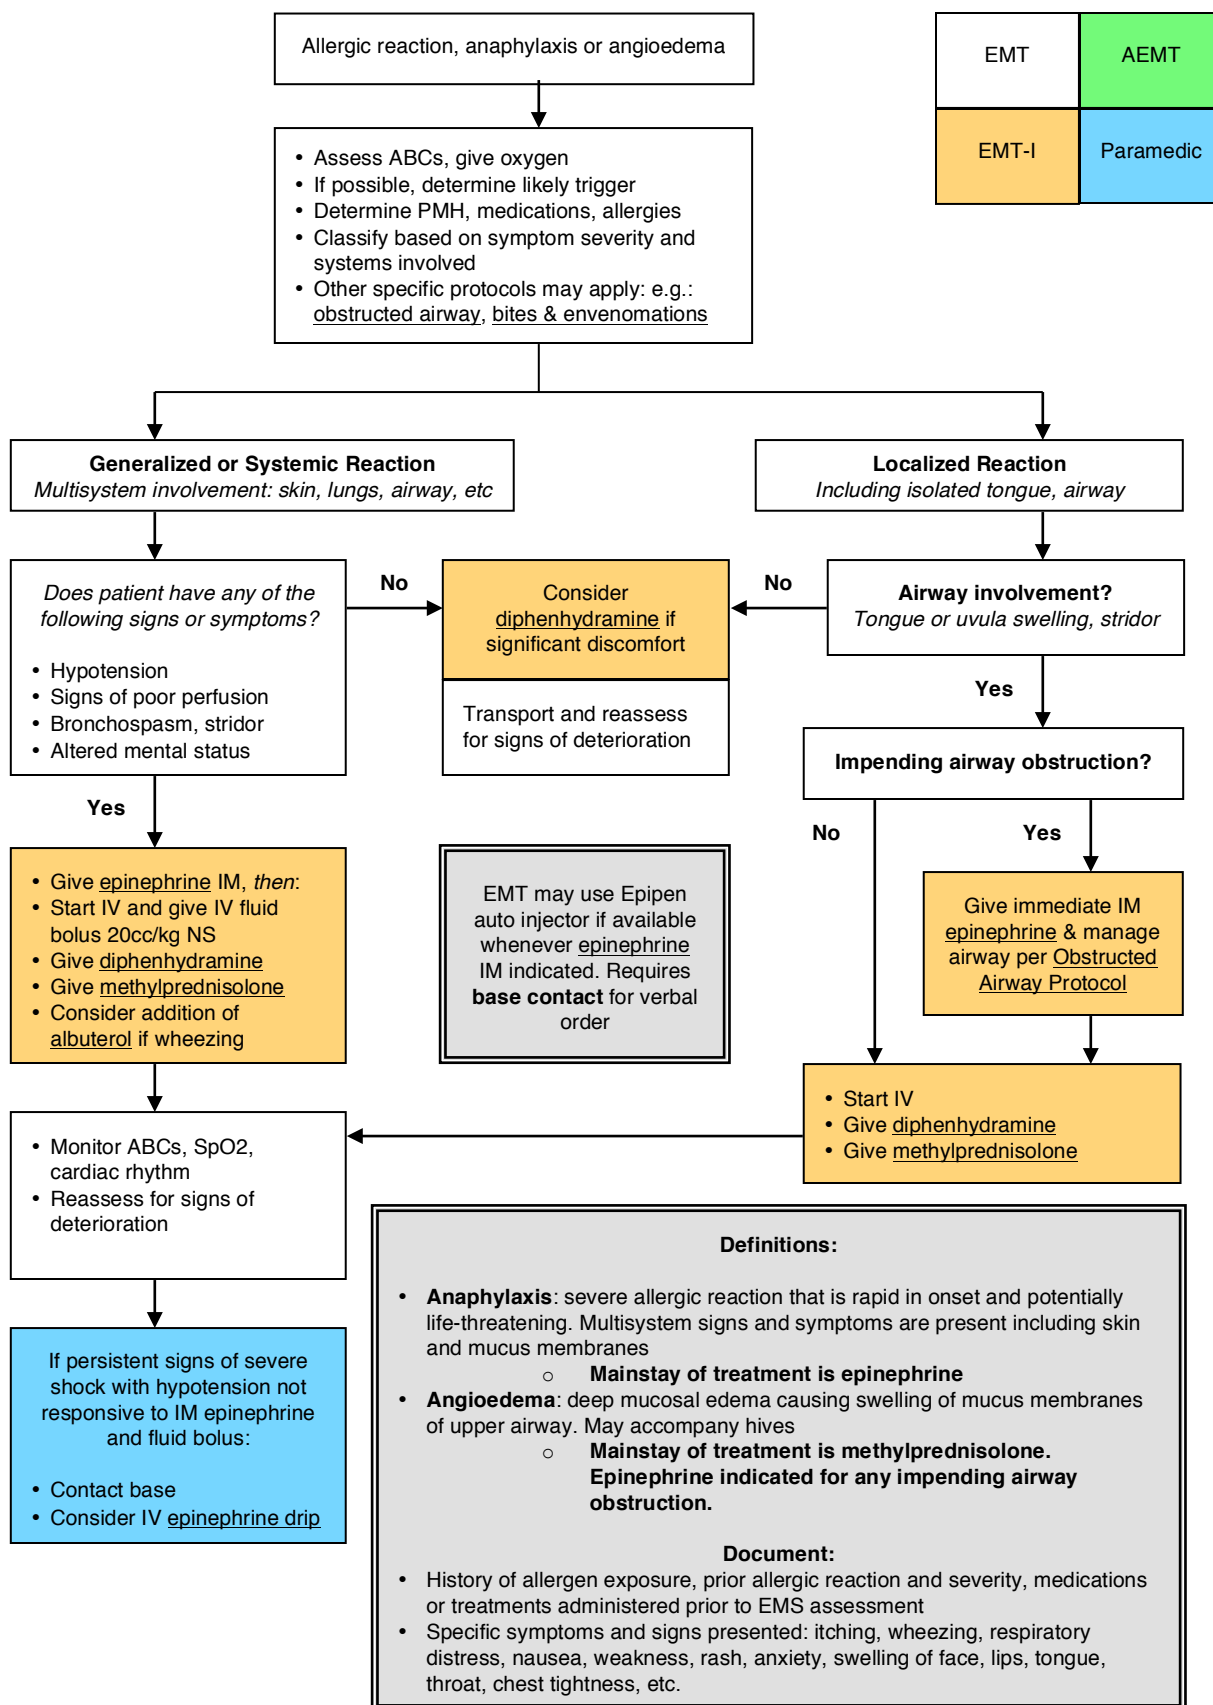 Allergic reaction, anaphylaxis or angioedema
EMT
AEMT
EMT-I
Paramedic
• Assess ABCs, give oxygen
• If possible, determine likely trigger
• Determine PMH, medications, allergies
• Classify based on symptom severity and
systems involved
• Other specific protocols may apply: e.g.:
obstructed airway, bites & envenomations
Generalized or Systemic Reaction
Multisystem involvement: skin, lungs, airway, etc
Localized Reaction
Including isolated tongue, airway
Does patient have any of the
following signs or symptoms?
• Hypotension
• Signs of poor perfusion
• Bronchospasm, stridor
• Altered mental status
No
Consider
diphenhydramine if
significant discomfort
Transport and reassess
for signs of deterioration
No
Airway involvement?
Tongue or uvula swelling, stridor
Yes
Impending airway obstruction?
Yes
No
Yes
• Give epinephrine IM, then:
• Start IV and give IV fluid
bolus 20cc/kg NS
• Give diphenhydramine
• Give methylprednisolone
• Consider addition of
albuterol if wheezing
EMT may use Epipen
auto injector if available
whenever epinephrine
IM indicated. Requires
base contact for verbal
order
Give immediate IM
epinephrine & manage
airway per Obstructed
Airway Protocol
• Start IV
• Give diphenhydramine
• Give methylprednisolone
• Monitor ABCs, SpO2,
cardiac rhythm
• Reassess for signs of
deterioration
If persistent signs of severe
shock with hypotension not
responsive to IM epinephrine
and fluid bolus:
• Contact base
• Consider IV epinephrine drip
Definitions:
• Anaphylaxis: severe allergic reaction that is rapid in onset and potentially
life-threatening. Multisystem signs and symptoms are present including skin
and mucus membranes
o Mainstay of treatment is epinephrine
• Angioedema: deep mucosal edema causing swelling of mucus membranes
of upper airway. May accompany hives
o Mainstay of treatment is methylprednisolone.
Epinephrine indicated for any impending airway
obstruction.
Document:
• History of allergen exposure, prior allergic reaction and severity, medications
or treatments administered prior to EMS assessment
• Specific symptoms and signs presented: itching, wheezing, respiratory
distress, nausea, weakness, rash, anxiety, swelling of face, lips, tongue,
throat, chest tightness, etc.